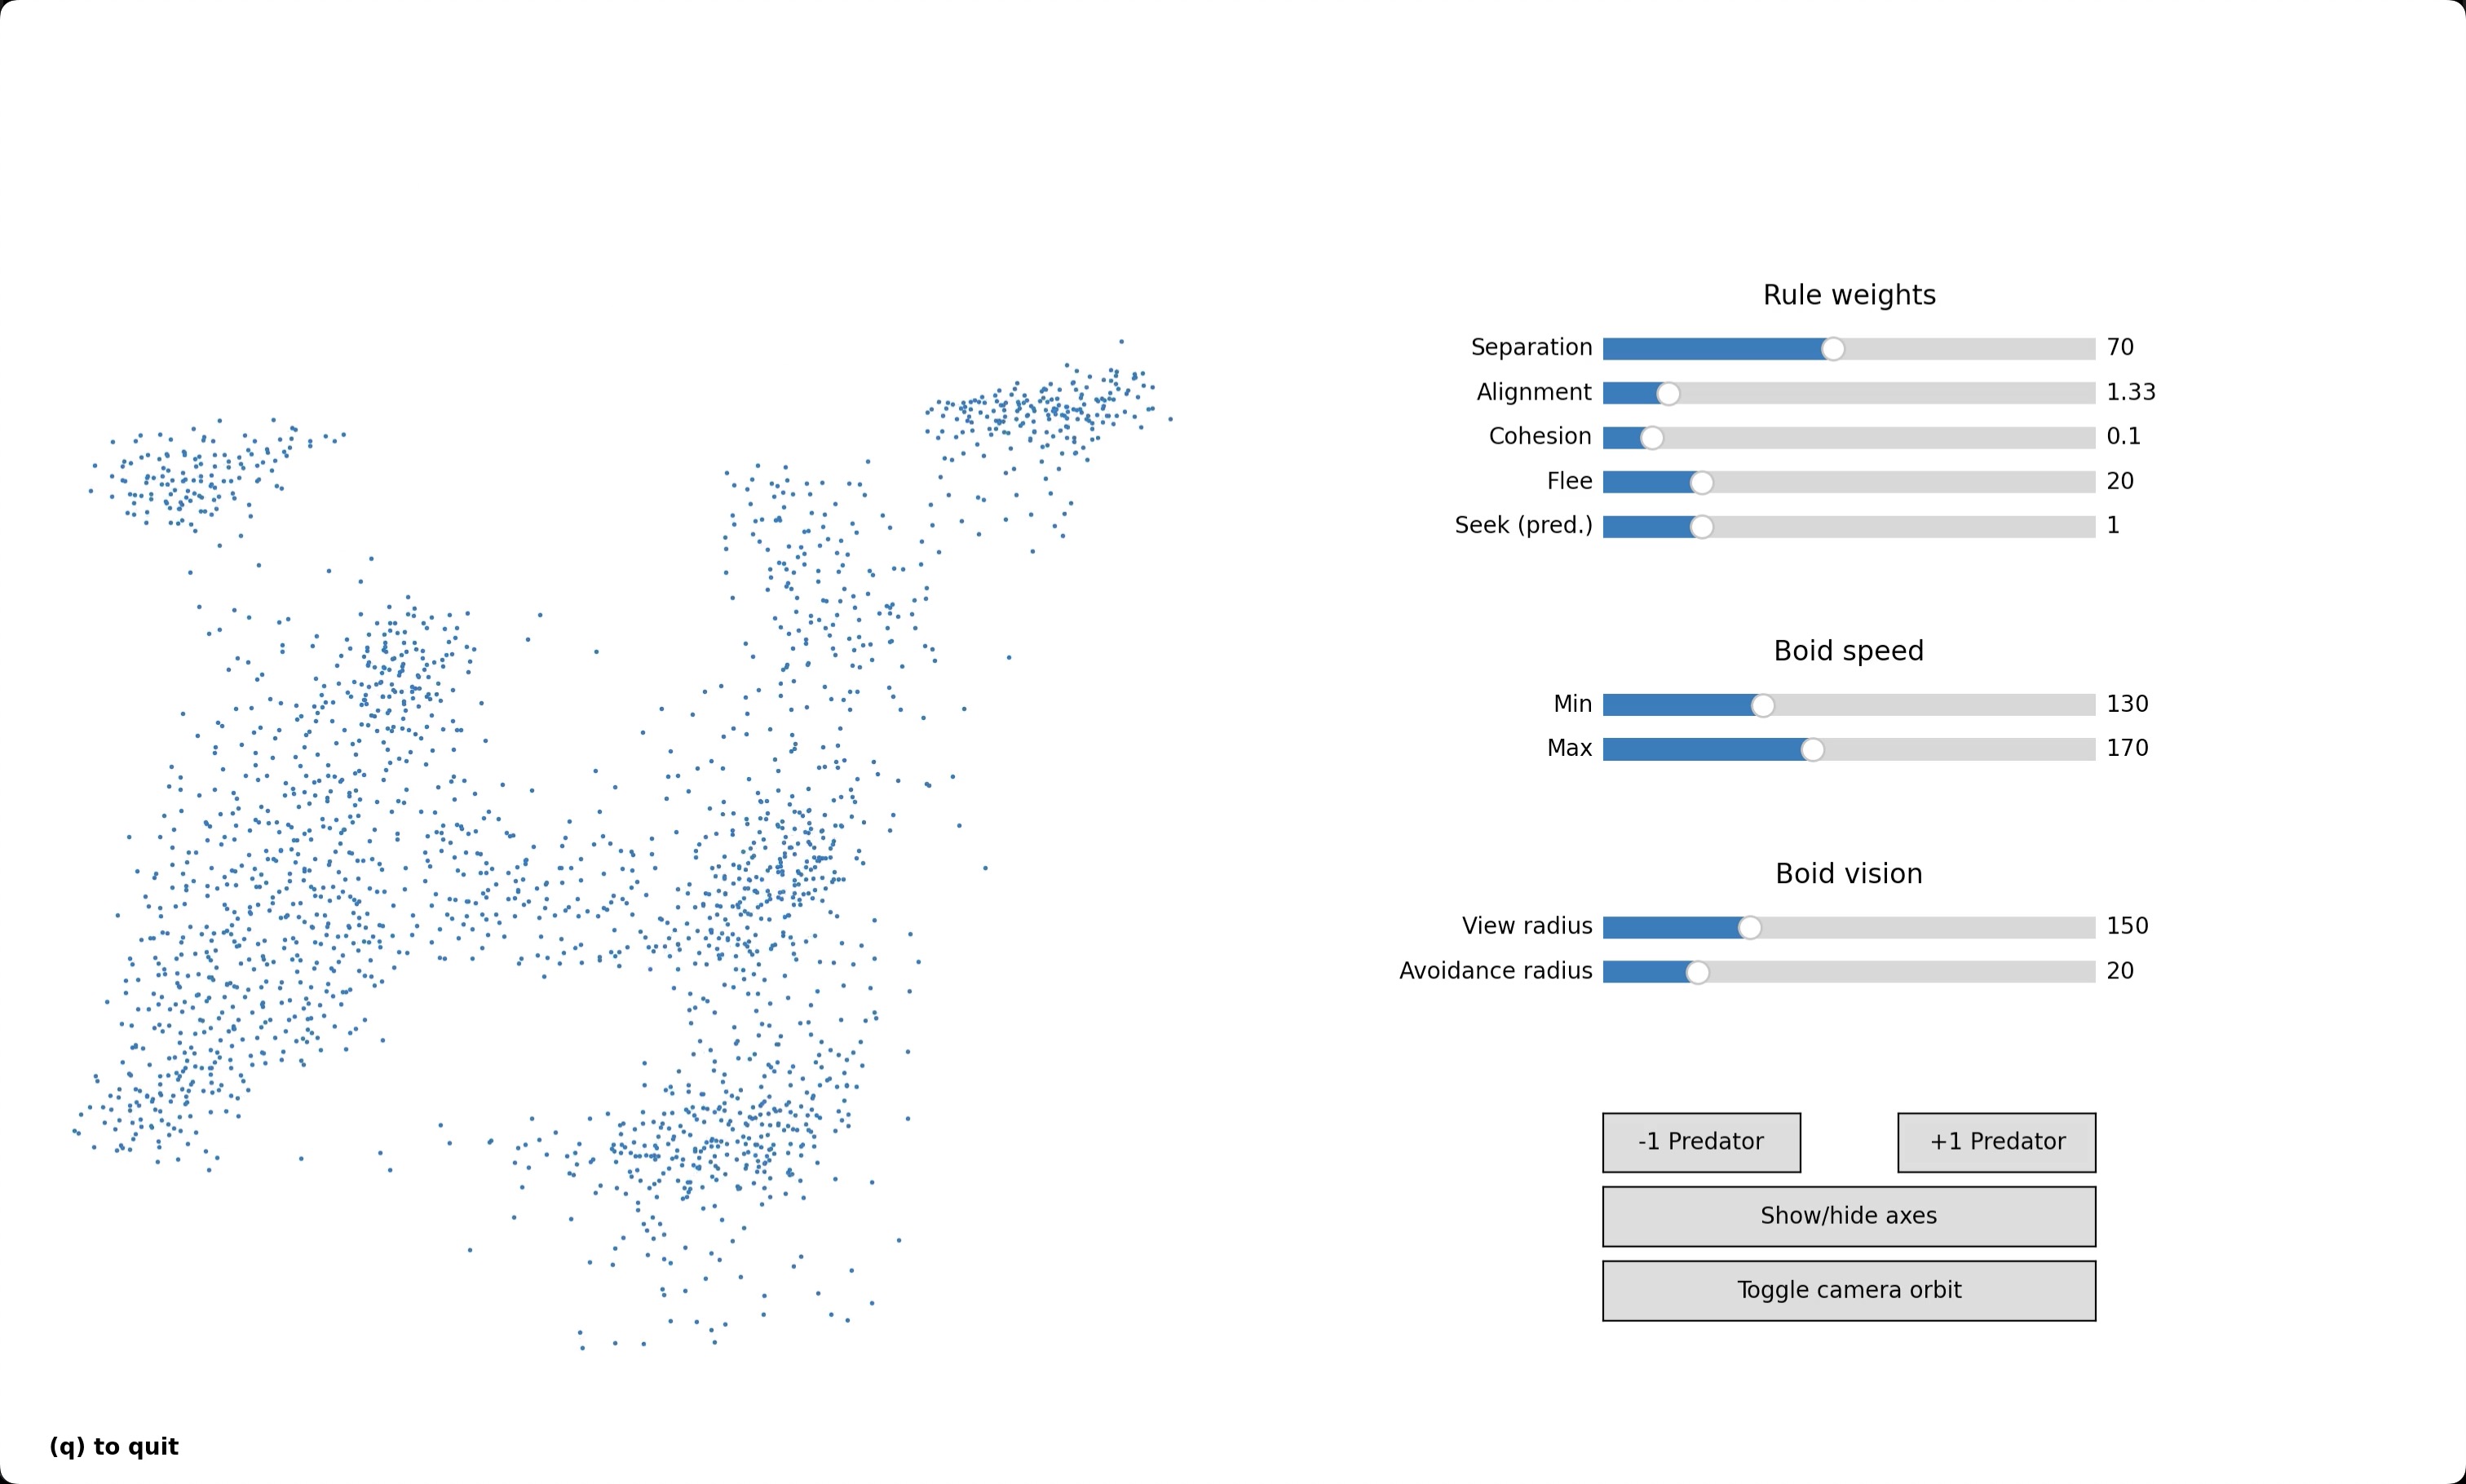 Rule weights
Separation 70
Alignment 1.33
Cohesion 0.1
Flee 20
Seek (pred.) 1
Boid speed
Min 130
Max 170
Boid vision
View radius 150
Avoidance radius 20
-1 Predator +1 Predator
Show/hide axes
Toggle camera orbit
(q) to quit